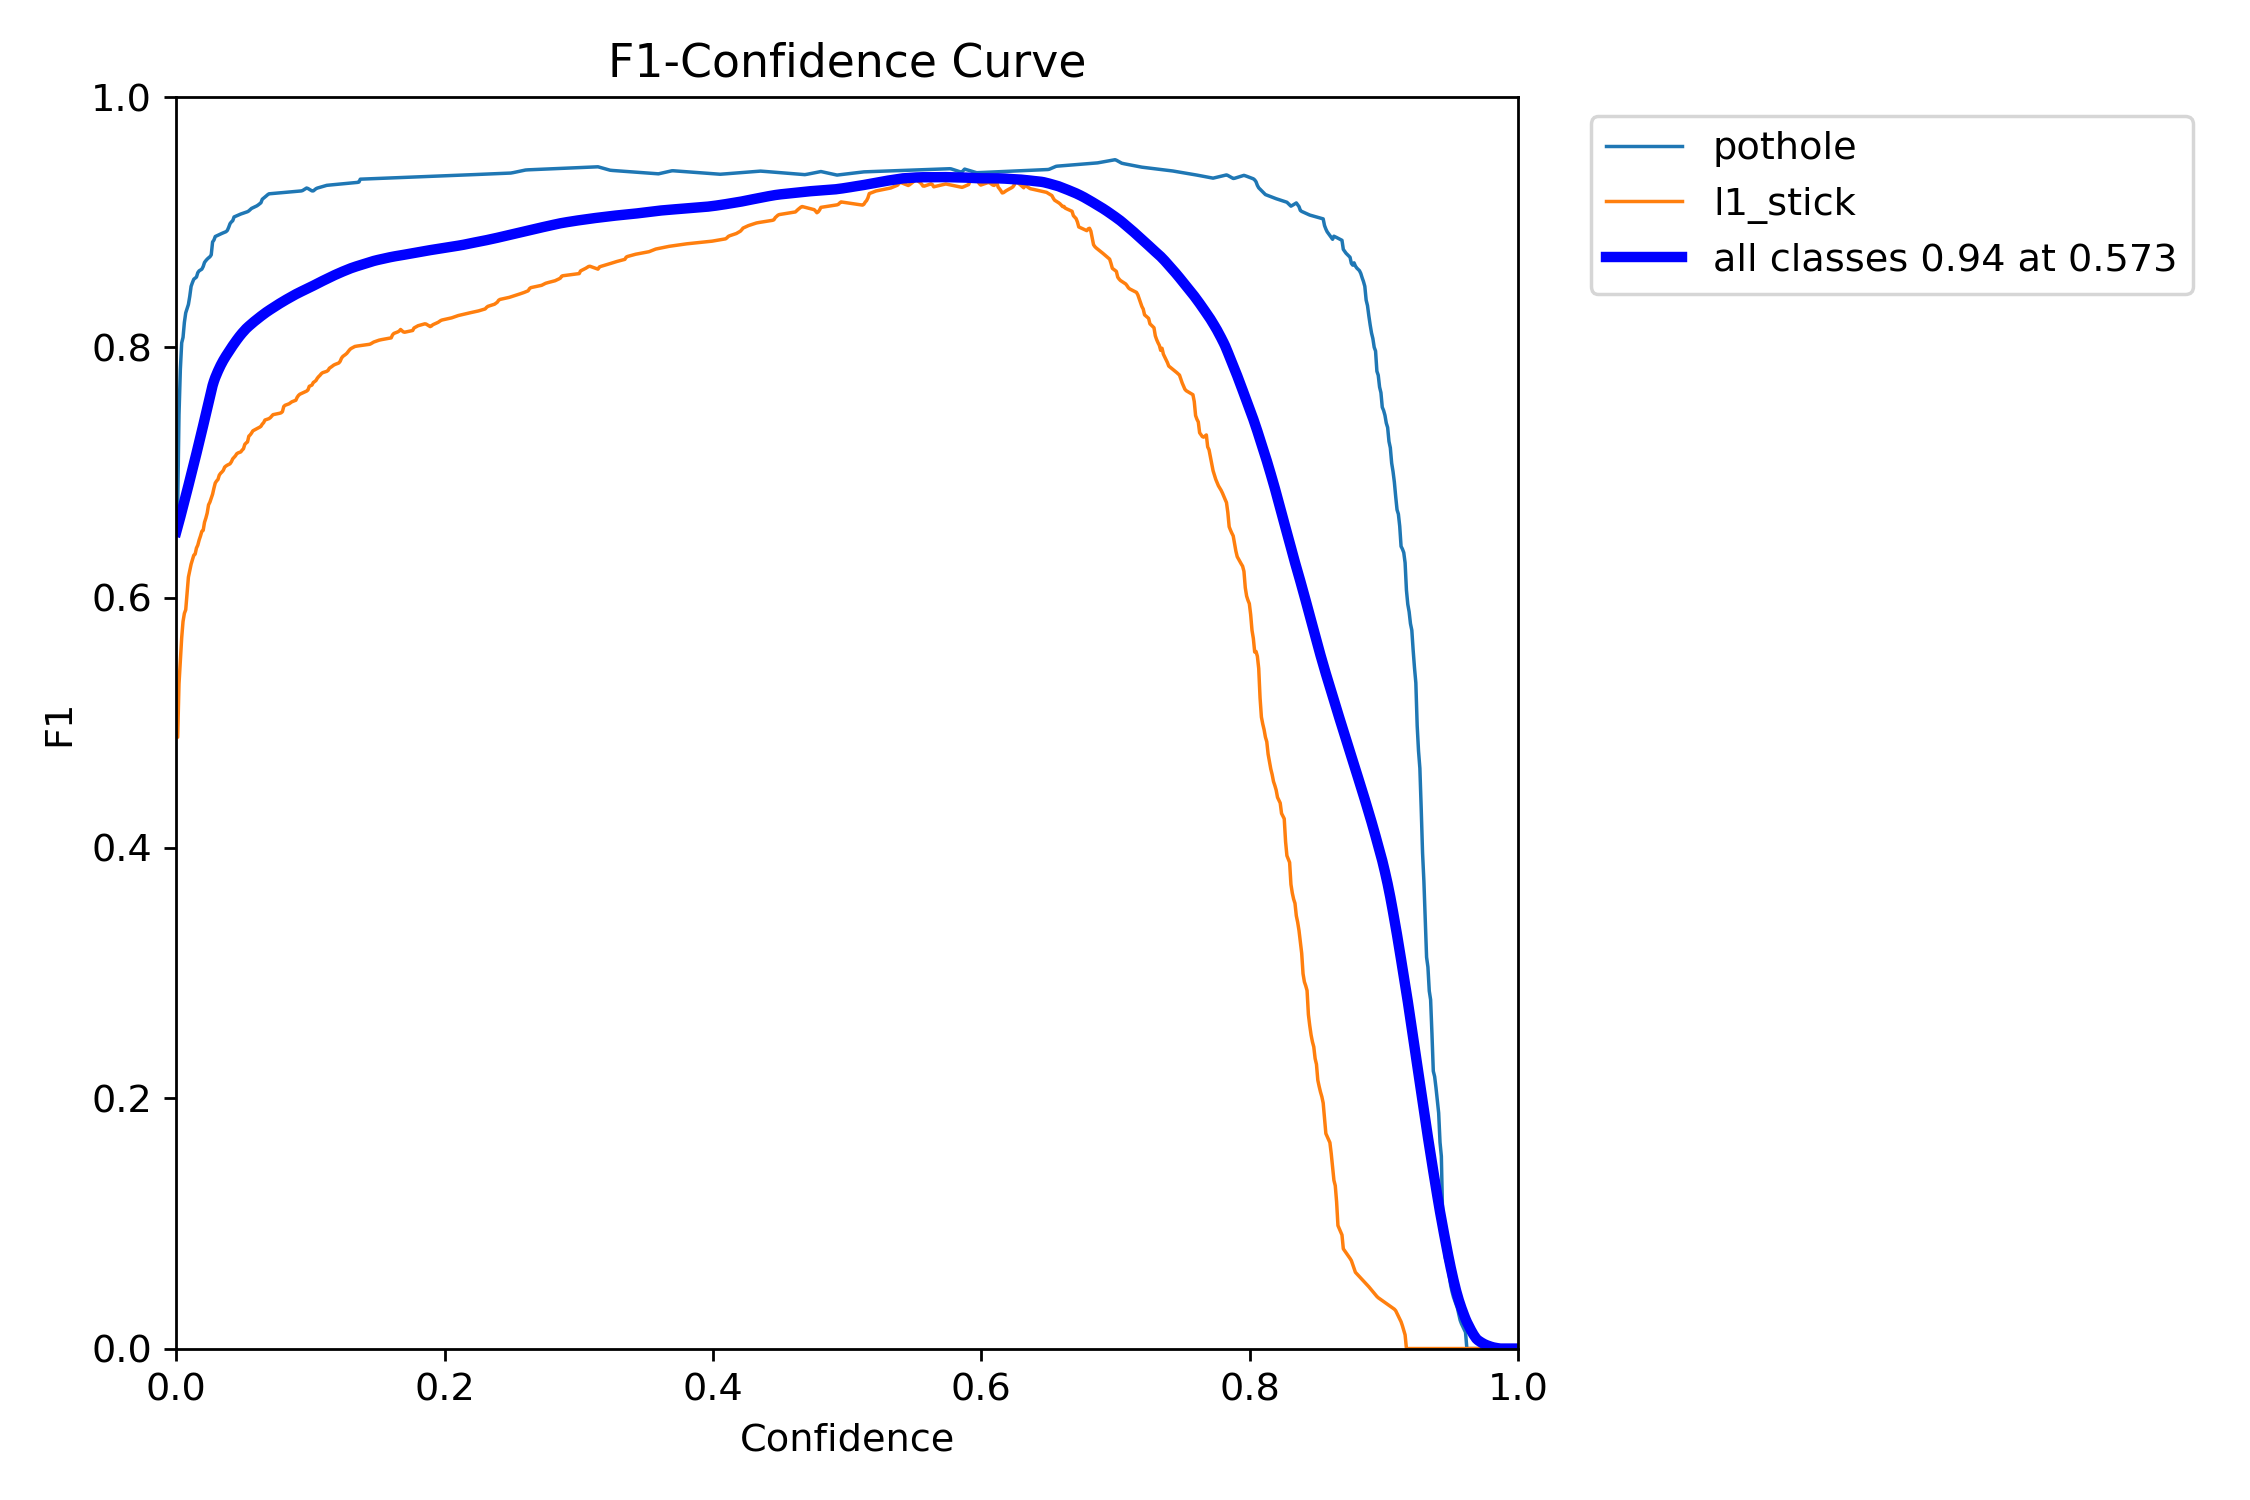 F1-Confidence Curve
1.0
0.8
0.6
0.4
0.2
0.0
F1
0.0 0.2 0.4 0.6 0.8 1.0
Confidence
pothole
l1_stick
all classes 0.94 at 0.573